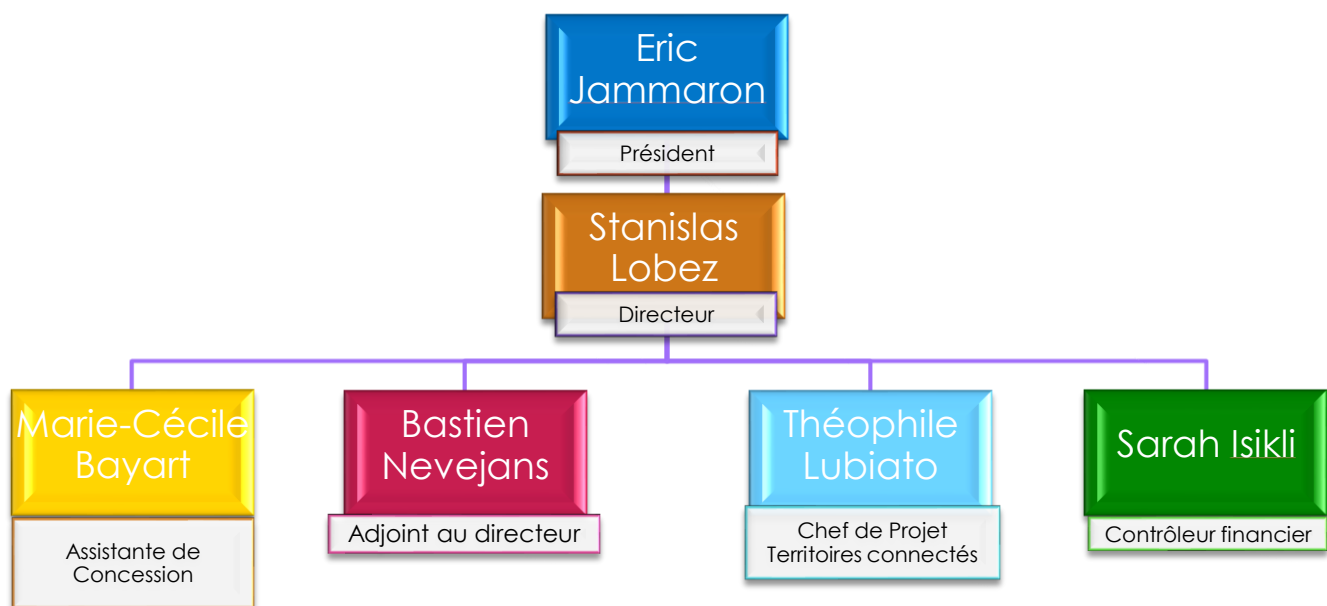 Eric
Jammaron
Président
Stanislas
Lobez
Directeur
Marie-Cécile
Bayart
Assistante de
Concession
Bastien
Nevejans
Adjoint au directeur
Théophile
Lubiato
Chef de Projet
Territoires connectés
Sarah Isikli
Contrôleur financier